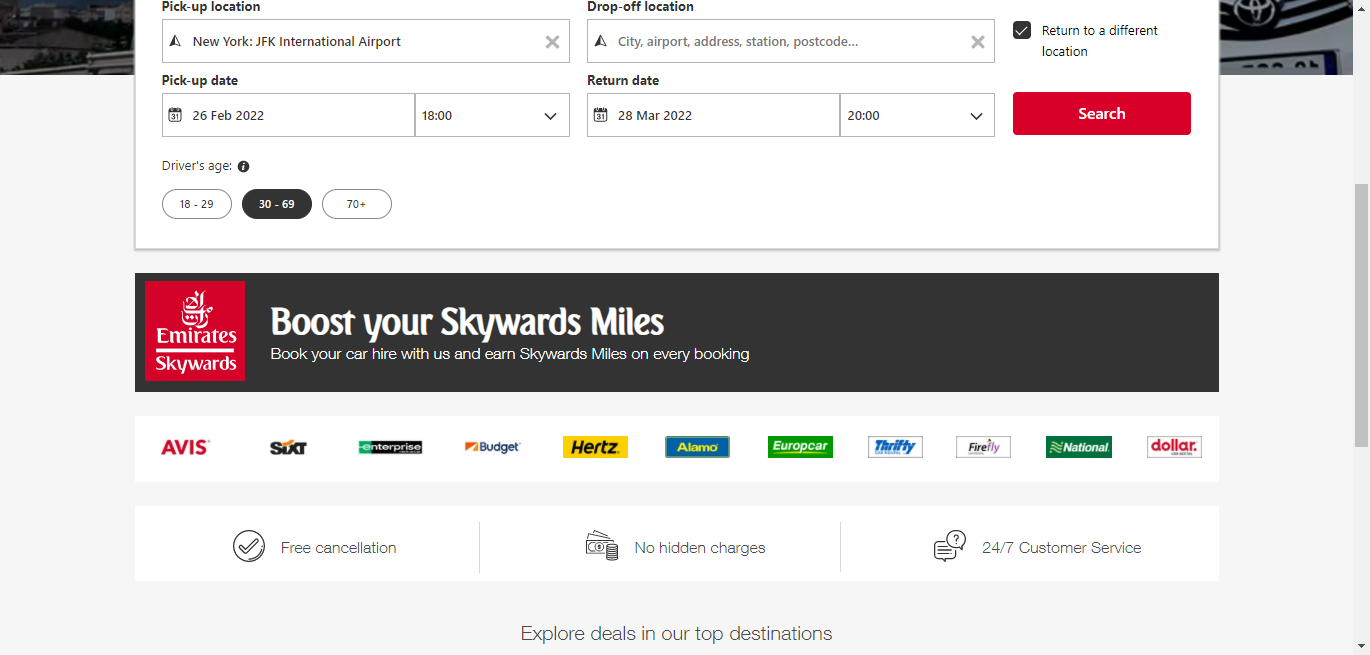 Pick-up location
Drop-off location
New York: JFK International Airport
City, airport, address, station, postcode...
Return to a different
location
Pick-up date
Return date
31 26 Feb 2022
18:00
31 28 Mar 2022
20:00
Search
Driver's age: i
18 - 29
30 - 69
70+
Emirates
Skywards
Boost your Skywards Miles
Book your car hire with us and earn Skywards Miles on every booking
AVIS
SIXT
enterprise
Budget
Hertz
Alamo
Europcar
Thrifty
CAR RENTAL
Firefly
National
dollar.
CAR RENTAL
Free cancellation
No hidden charges
24/7 Customer Service
Explore deals in our top destinations